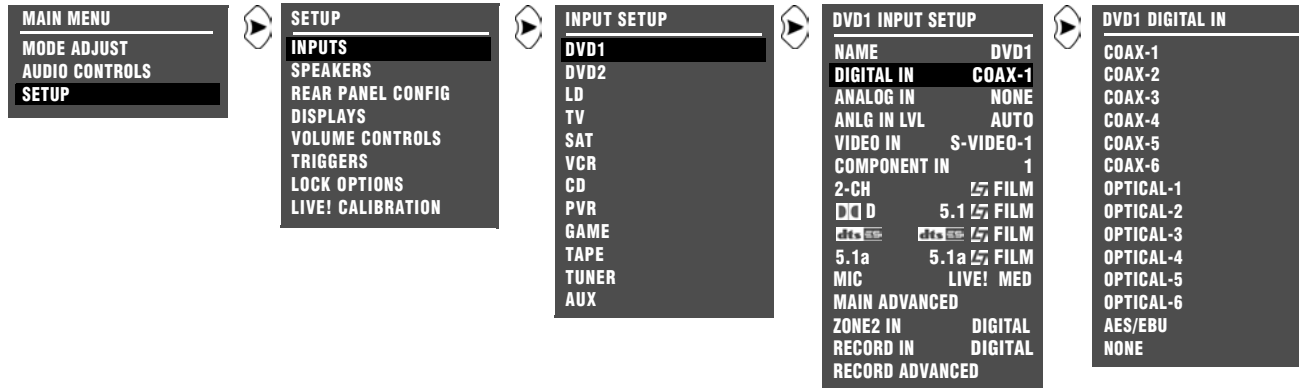 MAIN MENU
MODE ADJUST
AUDIO CONTROLS
SETUP
SETUP
INPUTS
SPEAKERS
REAR PANEL CONFIG
DISPLAYS
VOLUME CONTROLS
TRIGGERS
LOCK OPTIONS
LIVE! CALIBRATION
INPUT SETUP
DVD1
DVD2
LD
TV
SAT
VCR
CD
PVR
GAME
TAPE
TUNER
AUX
DVD1 INPUT SETUP
NAME DVD1
DIGITAL IN COAX-1
ANALOG IN NONE
ANLG IN LVL AUTO
VIDEO IN S-VIDEO-1
COMPONENT IN 1
2-CH FILM
D 5.1 FILM
dts ES dts ES FILM
5.1a 5.1a FILM
MIC LIVE! MED
MAIN ADVANCED
ZONE2 IN DIGITAL
RECORD IN DIGITAL
RECORD ADVANCED
DVD1 DIGITAL IN
COAX-1
COAX-2
COAX-3
COAX-4
COAX-5
COAX-6
OPTICAL-1
OPTICAL-2
OPTICAL-3
OPTICAL-4
OPTICAL-5
OPTICAL-6
AES/EBU
NONE